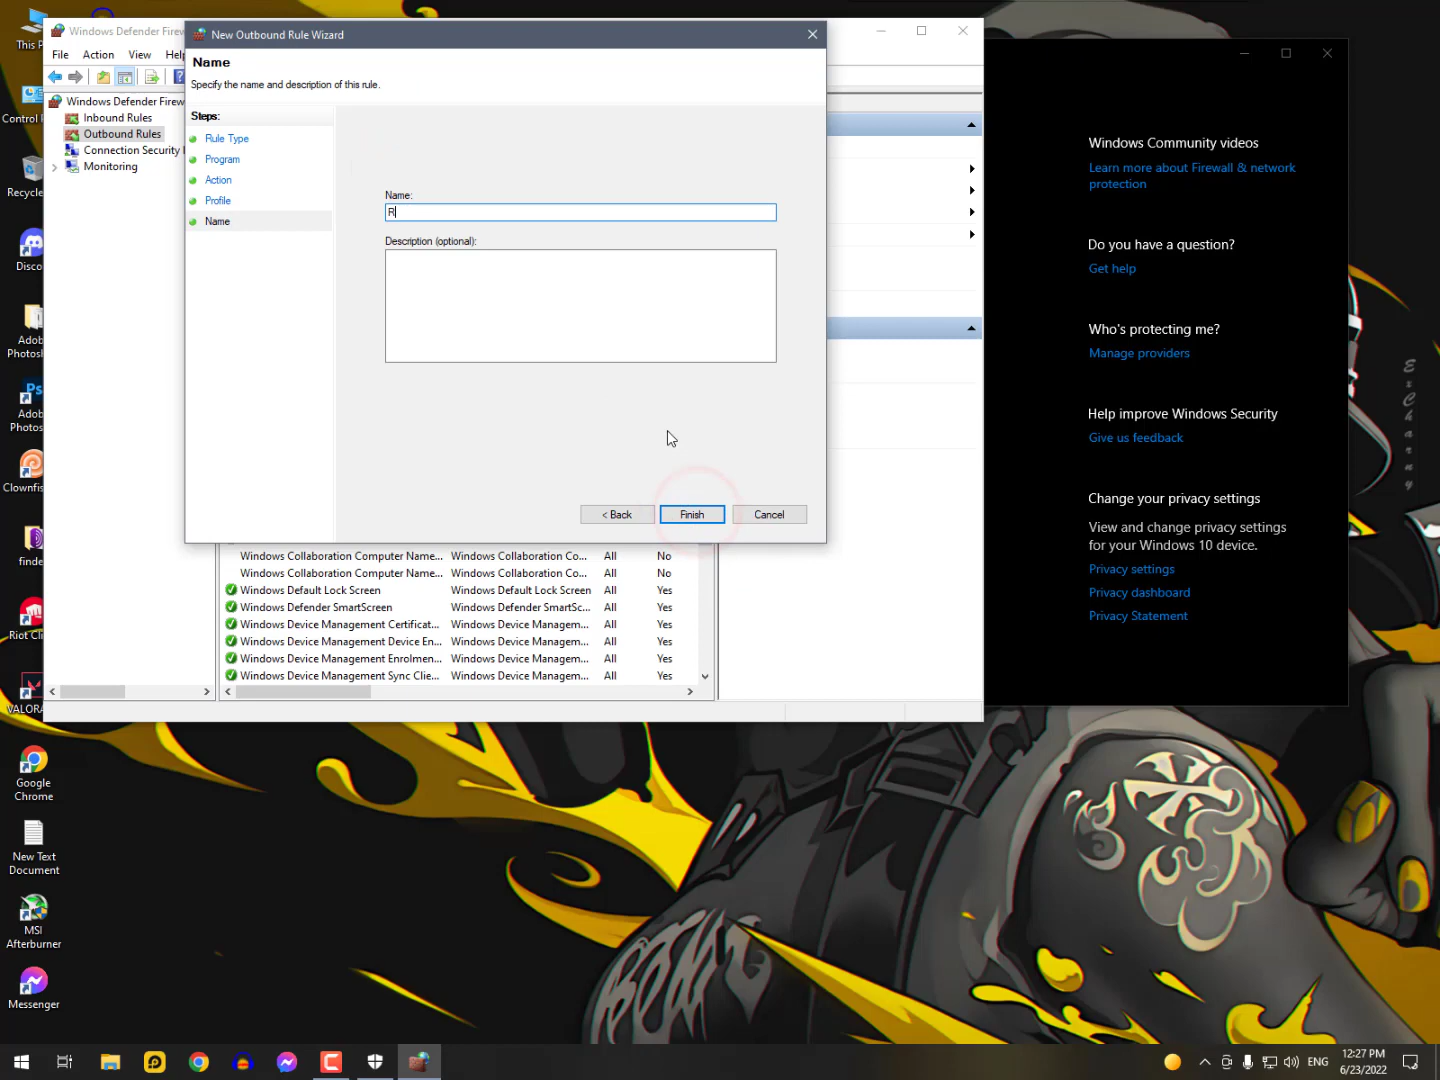 This P
Control P
Recycle
Disco
Adob
Photosh
Ps
Adob
Photos
Clownfis
finde
Riot Cli
VALORA
Google
Chrome
New Text
Document
MSI
Afterburner
Messenger
Windows Defender Firew
File Action View Help
Windows Defender Firew
Inbound Rules
Outbound Rules
Connection Security
Monitoring
New Outbound Rule Wizard
Name
Specify the name and description of this rule.
Steps:
Rule Type
Program
Action
Profile
Name
Name:
R
Description (optional):
< Back Finish Cancel
Windows Collaboration Computer Name... Windows Collaboration Co... All No
Windows Collaboration Computer Name... Windows Collaboration Co... All No
Windows Default Lock Screen Windows Default Lock Screen All Yes
Windows Defender SmartScreen Windows Defender SmartSc... All Yes
Windows Device Management Certificat... Windows Device Managem... All Yes
Windows Device Management Device En... Windows Device Managem... All Yes
Windows Device Management Enrolmen... Windows Device Managem... All Yes
Windows Device Management Sync Clie... Windows Device Managem... All Yes
Windows Community videos
Learn more about Firewall & network
protection
Do you have a question?
Get help
Who's protecting me?
Manage providers
Help improve Windows Security
Give us feedback
Change your privacy settings
View and change privacy settings
for your Windows 10 device.
Privacy settings
Privacy dashboard
Privacy Statement
ExCharny
ENG
12:27 PM
6/23/2022